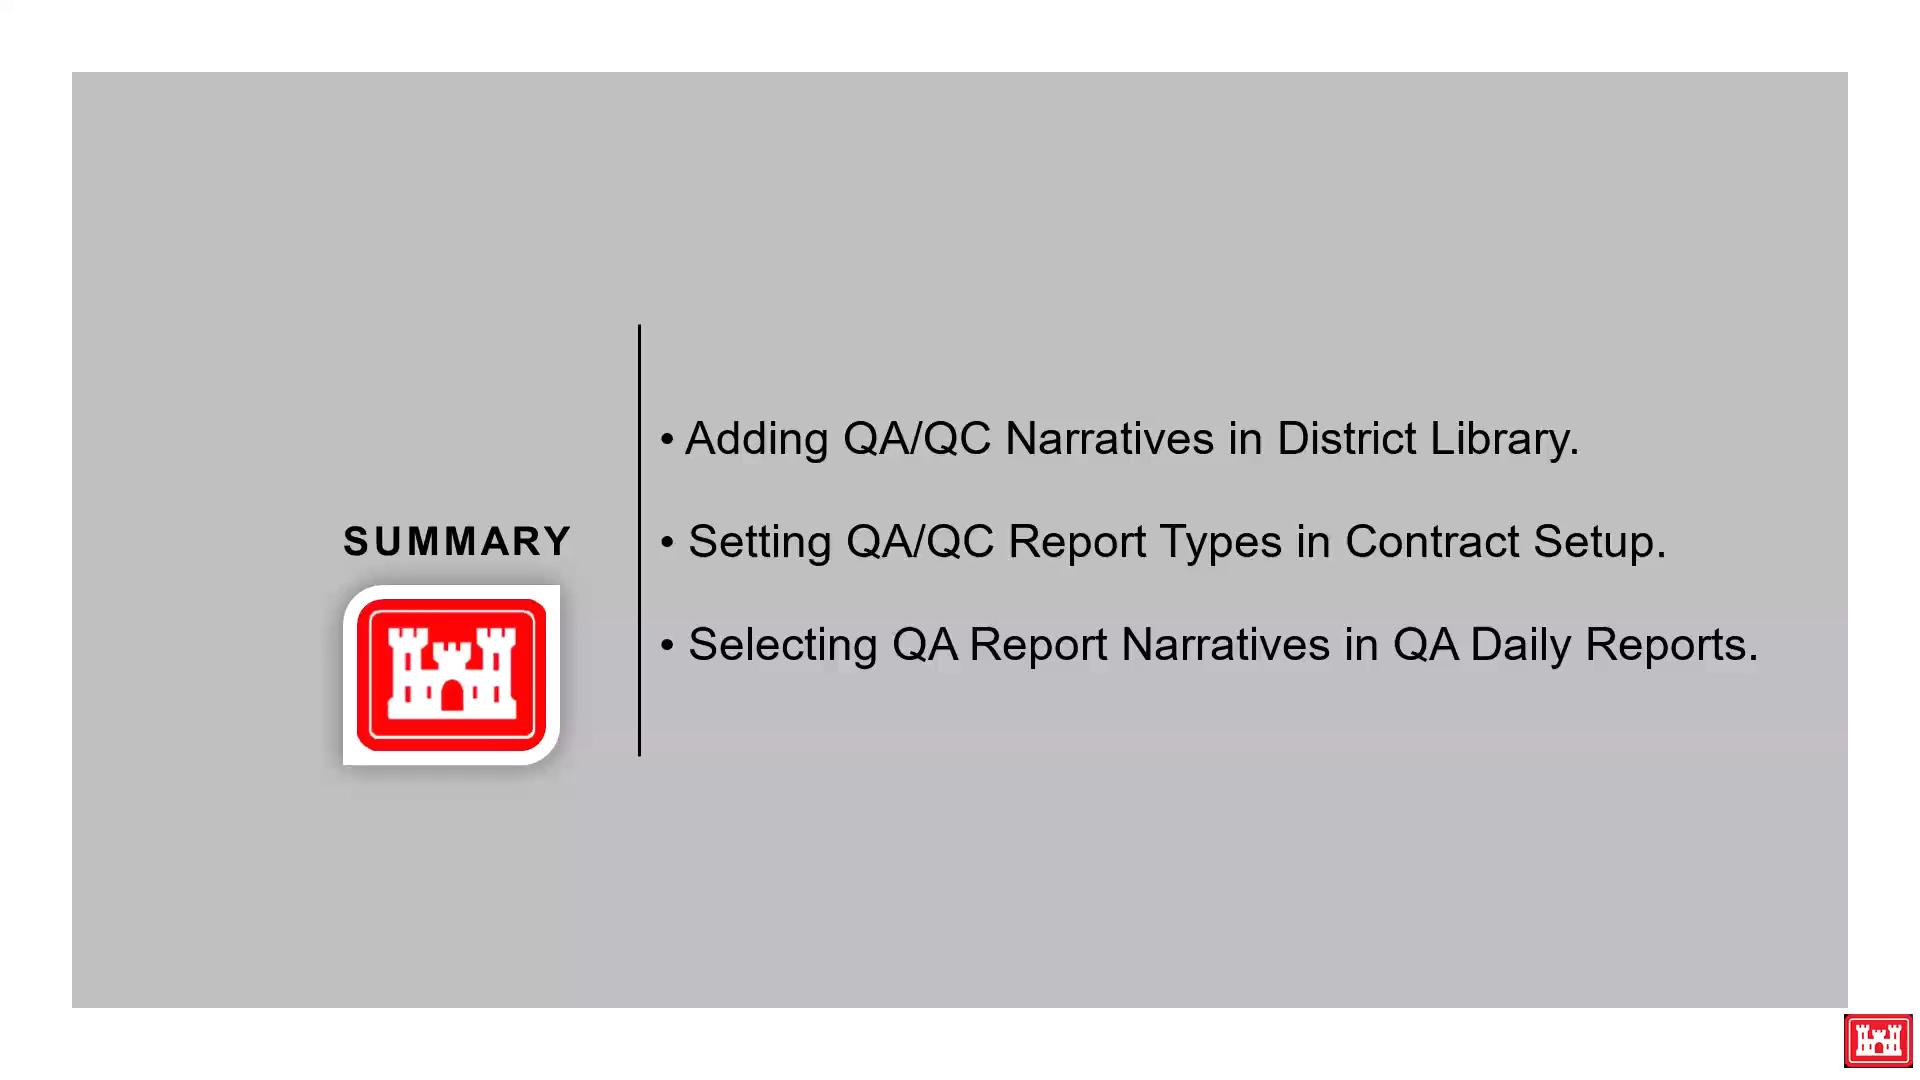 SUMMARY
• Adding QA/QC Narratives in District Library.
• Setting QA/QC Report Types in Contract Setup.
• Selecting QA Report Narratives in QA Daily Reports.